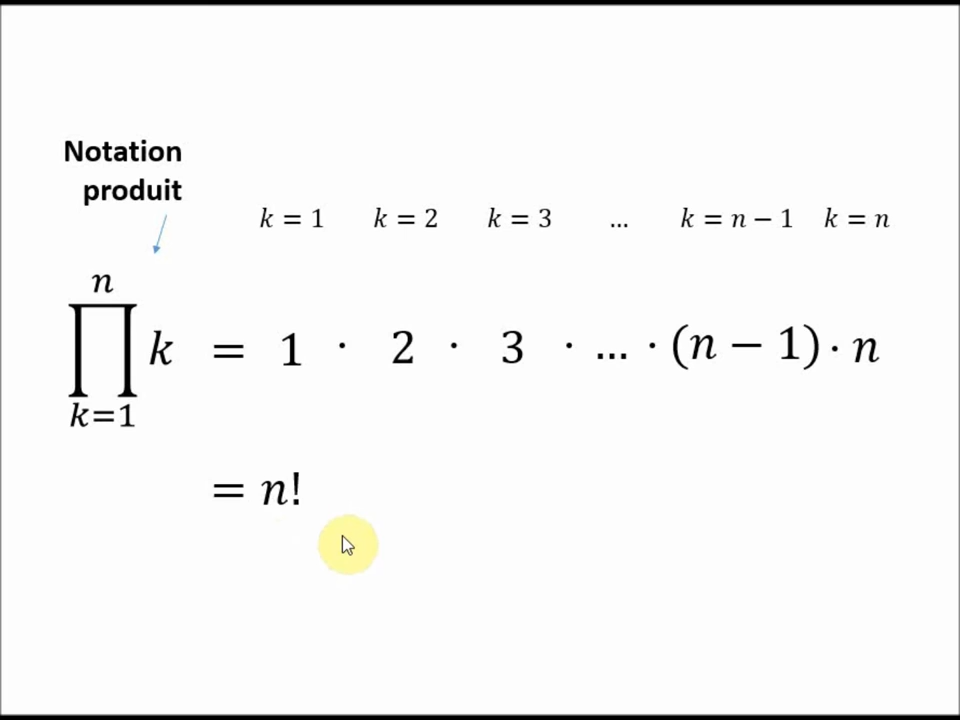 Notation
produit
k = 1 k = 2 k = 3 ... k = n − 1 k = n
n
∏ k = 1 · 2 · 3 · ... · (n − 1) · n
k=1
= n!